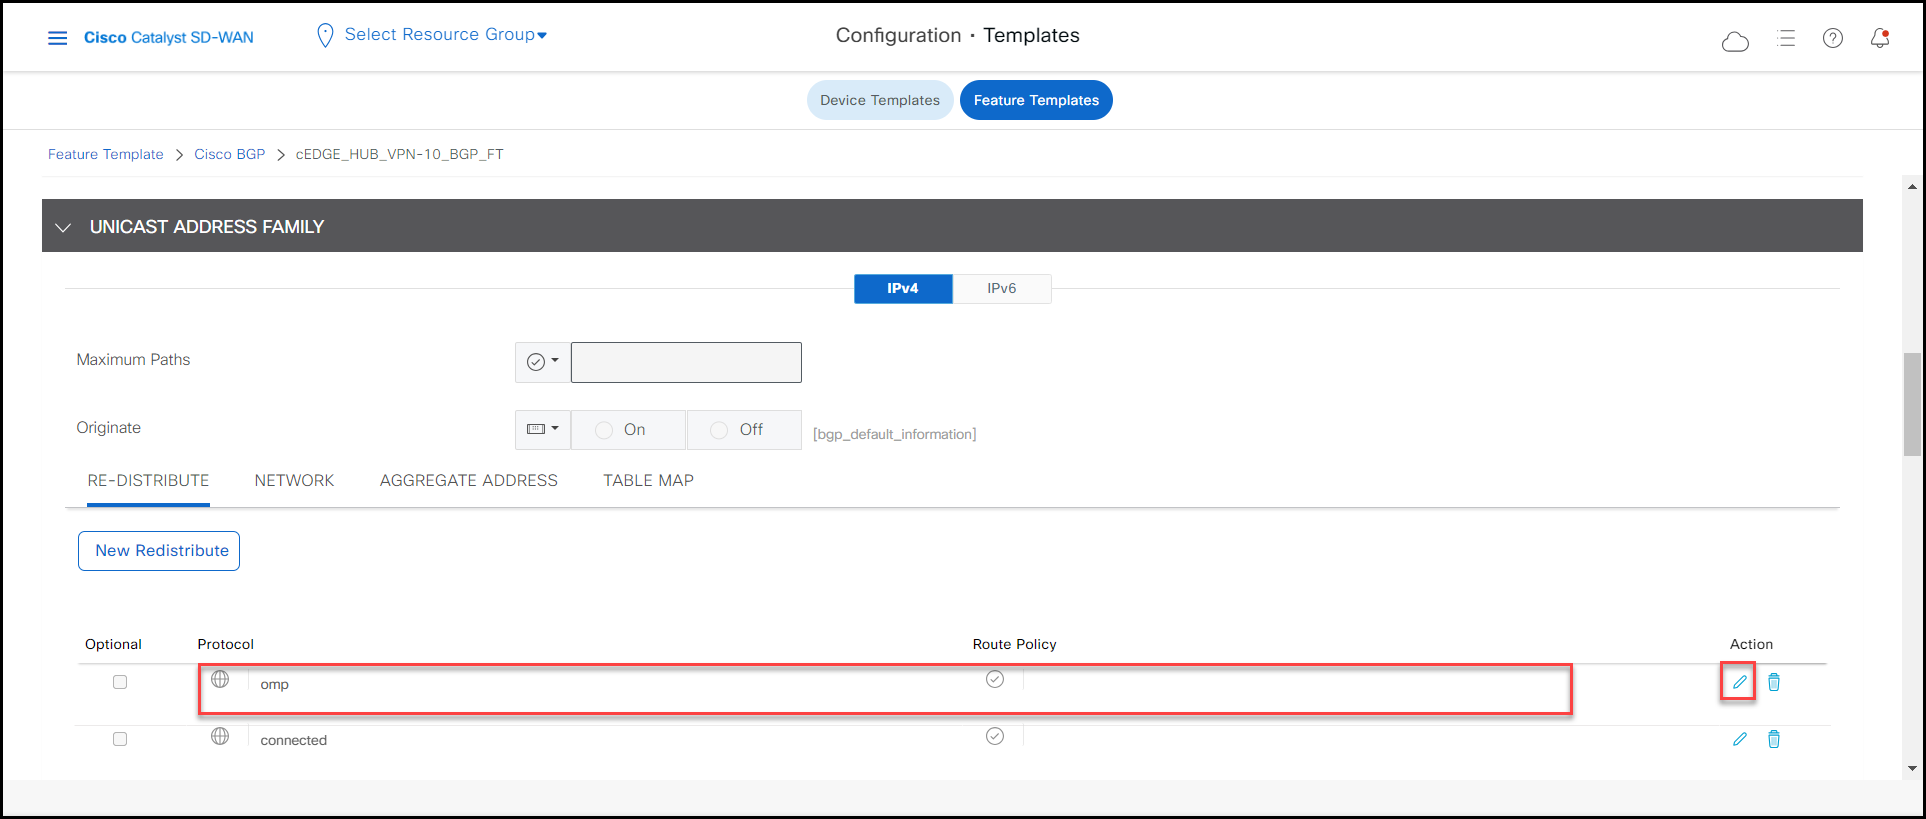 Cisco Catalyst SD-WAN
Select Resource Group
Configuration · Templates
Device Templates
Feature Templates
Feature Template > Cisco BGP > cEDGE_HUB_VPN-10_BGP_FT
UNICAST ADDRESS FAMILY
IPv4
IPv6
Maximum Paths
Originate
On
Off
[bgp_default_information]
RE-DISTRIBUTE
NETWORK
AGGREGATE ADDRESS
TABLE MAP
New Redistribute
Optional
Protocol
Route Policy
Action
omp
connected